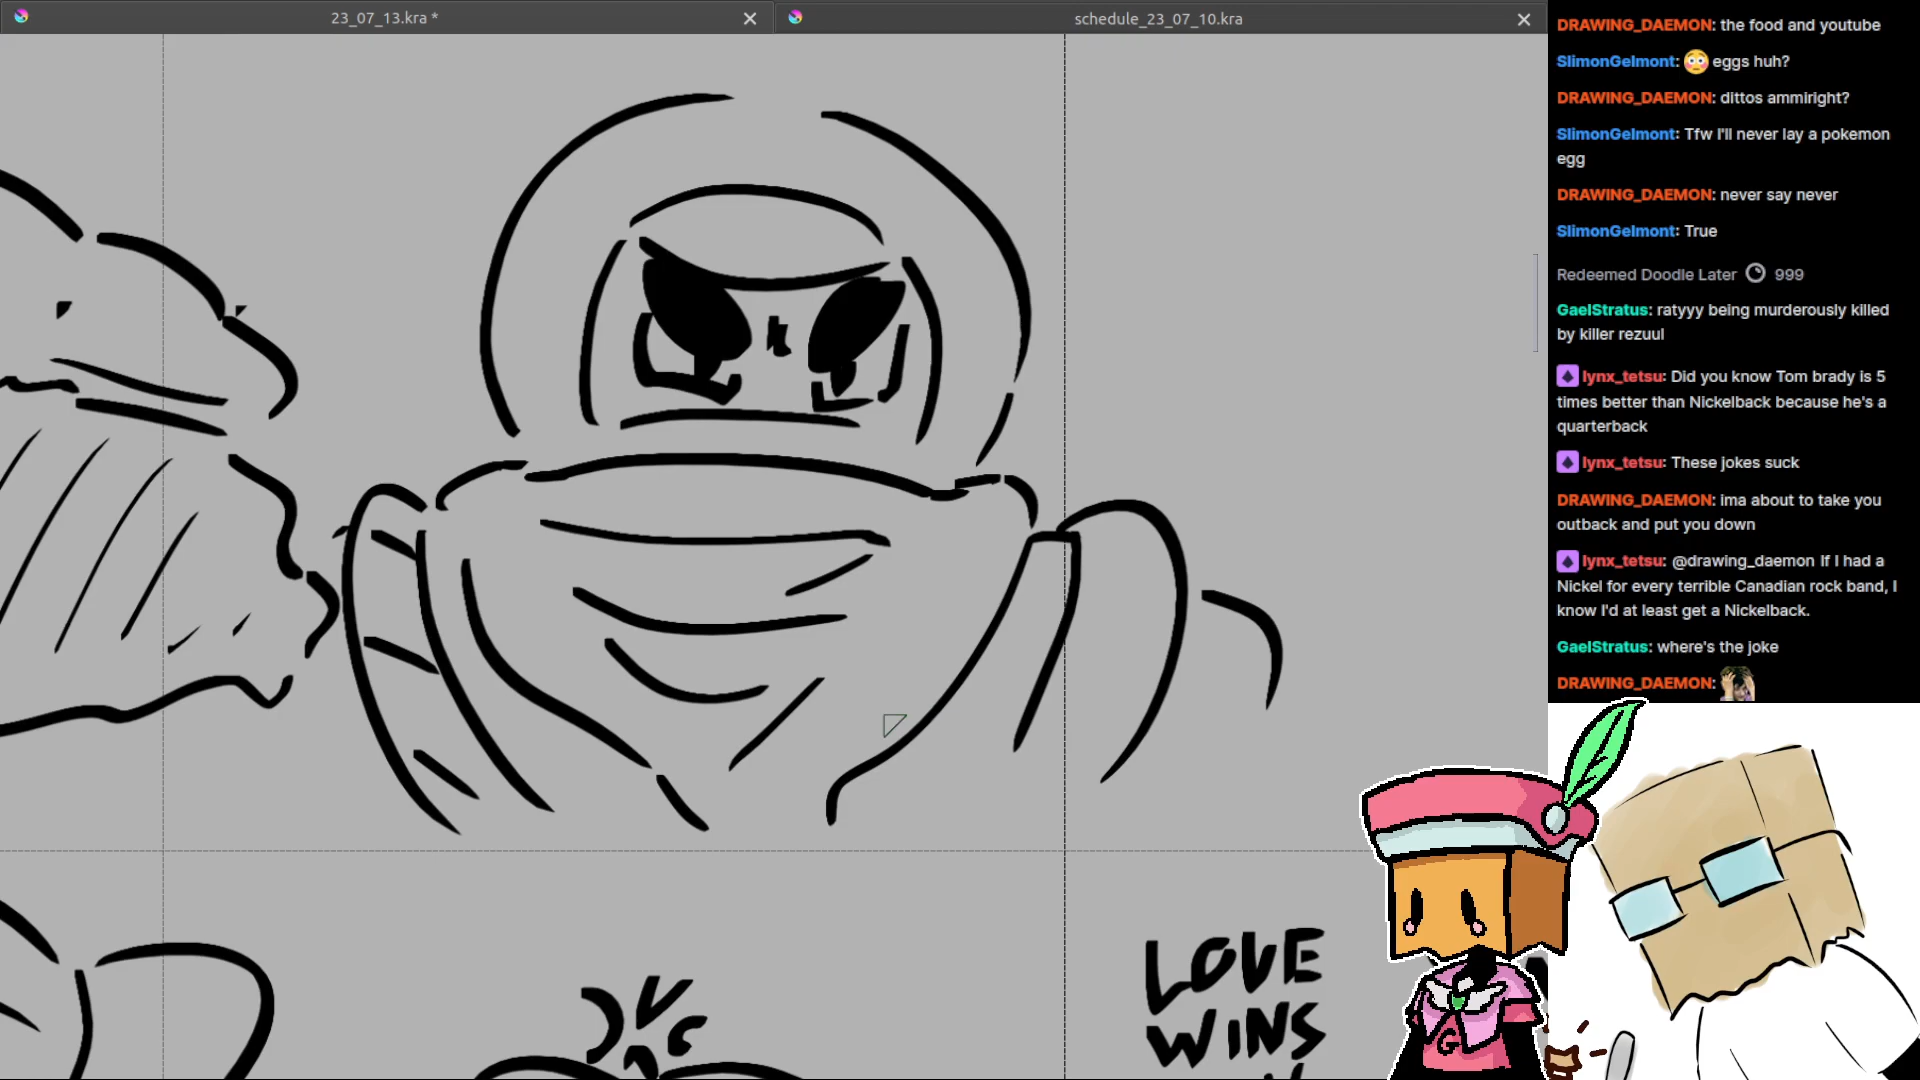 23_07_13.kra *
schedule_23_07_10.kra
DRAWING_DAEMON: the food and youtube
SlimonGelmont: 😳 eggs huh?
DRAWING_DAEMON: dittos ammiright?
SlimonGelmont: Tfw I'll never lay a pokemon
egg
DRAWING_DAEMON: never say never
SlimonGelmont: True
Redeemed Doodle Later 999
GaelStratus: ratyyy being murderously killed
by killer rezuul
lynx_tetsu: Did you know Tom brady is 5
times better than Nickelback because he's a
quarterback
lynx_tetsu: These jokes suck
DRAWING_DAEMON: ima about to take you
outback and put you down
lynx_tetsu: @drawing_daemon If I had a
Nickel for every terrible Canadian rock band, I
know I'd at least get a Nickelback.
GaelStratus: where's the joke
DRAWING_DAEMON:
LOVE
WINS
G